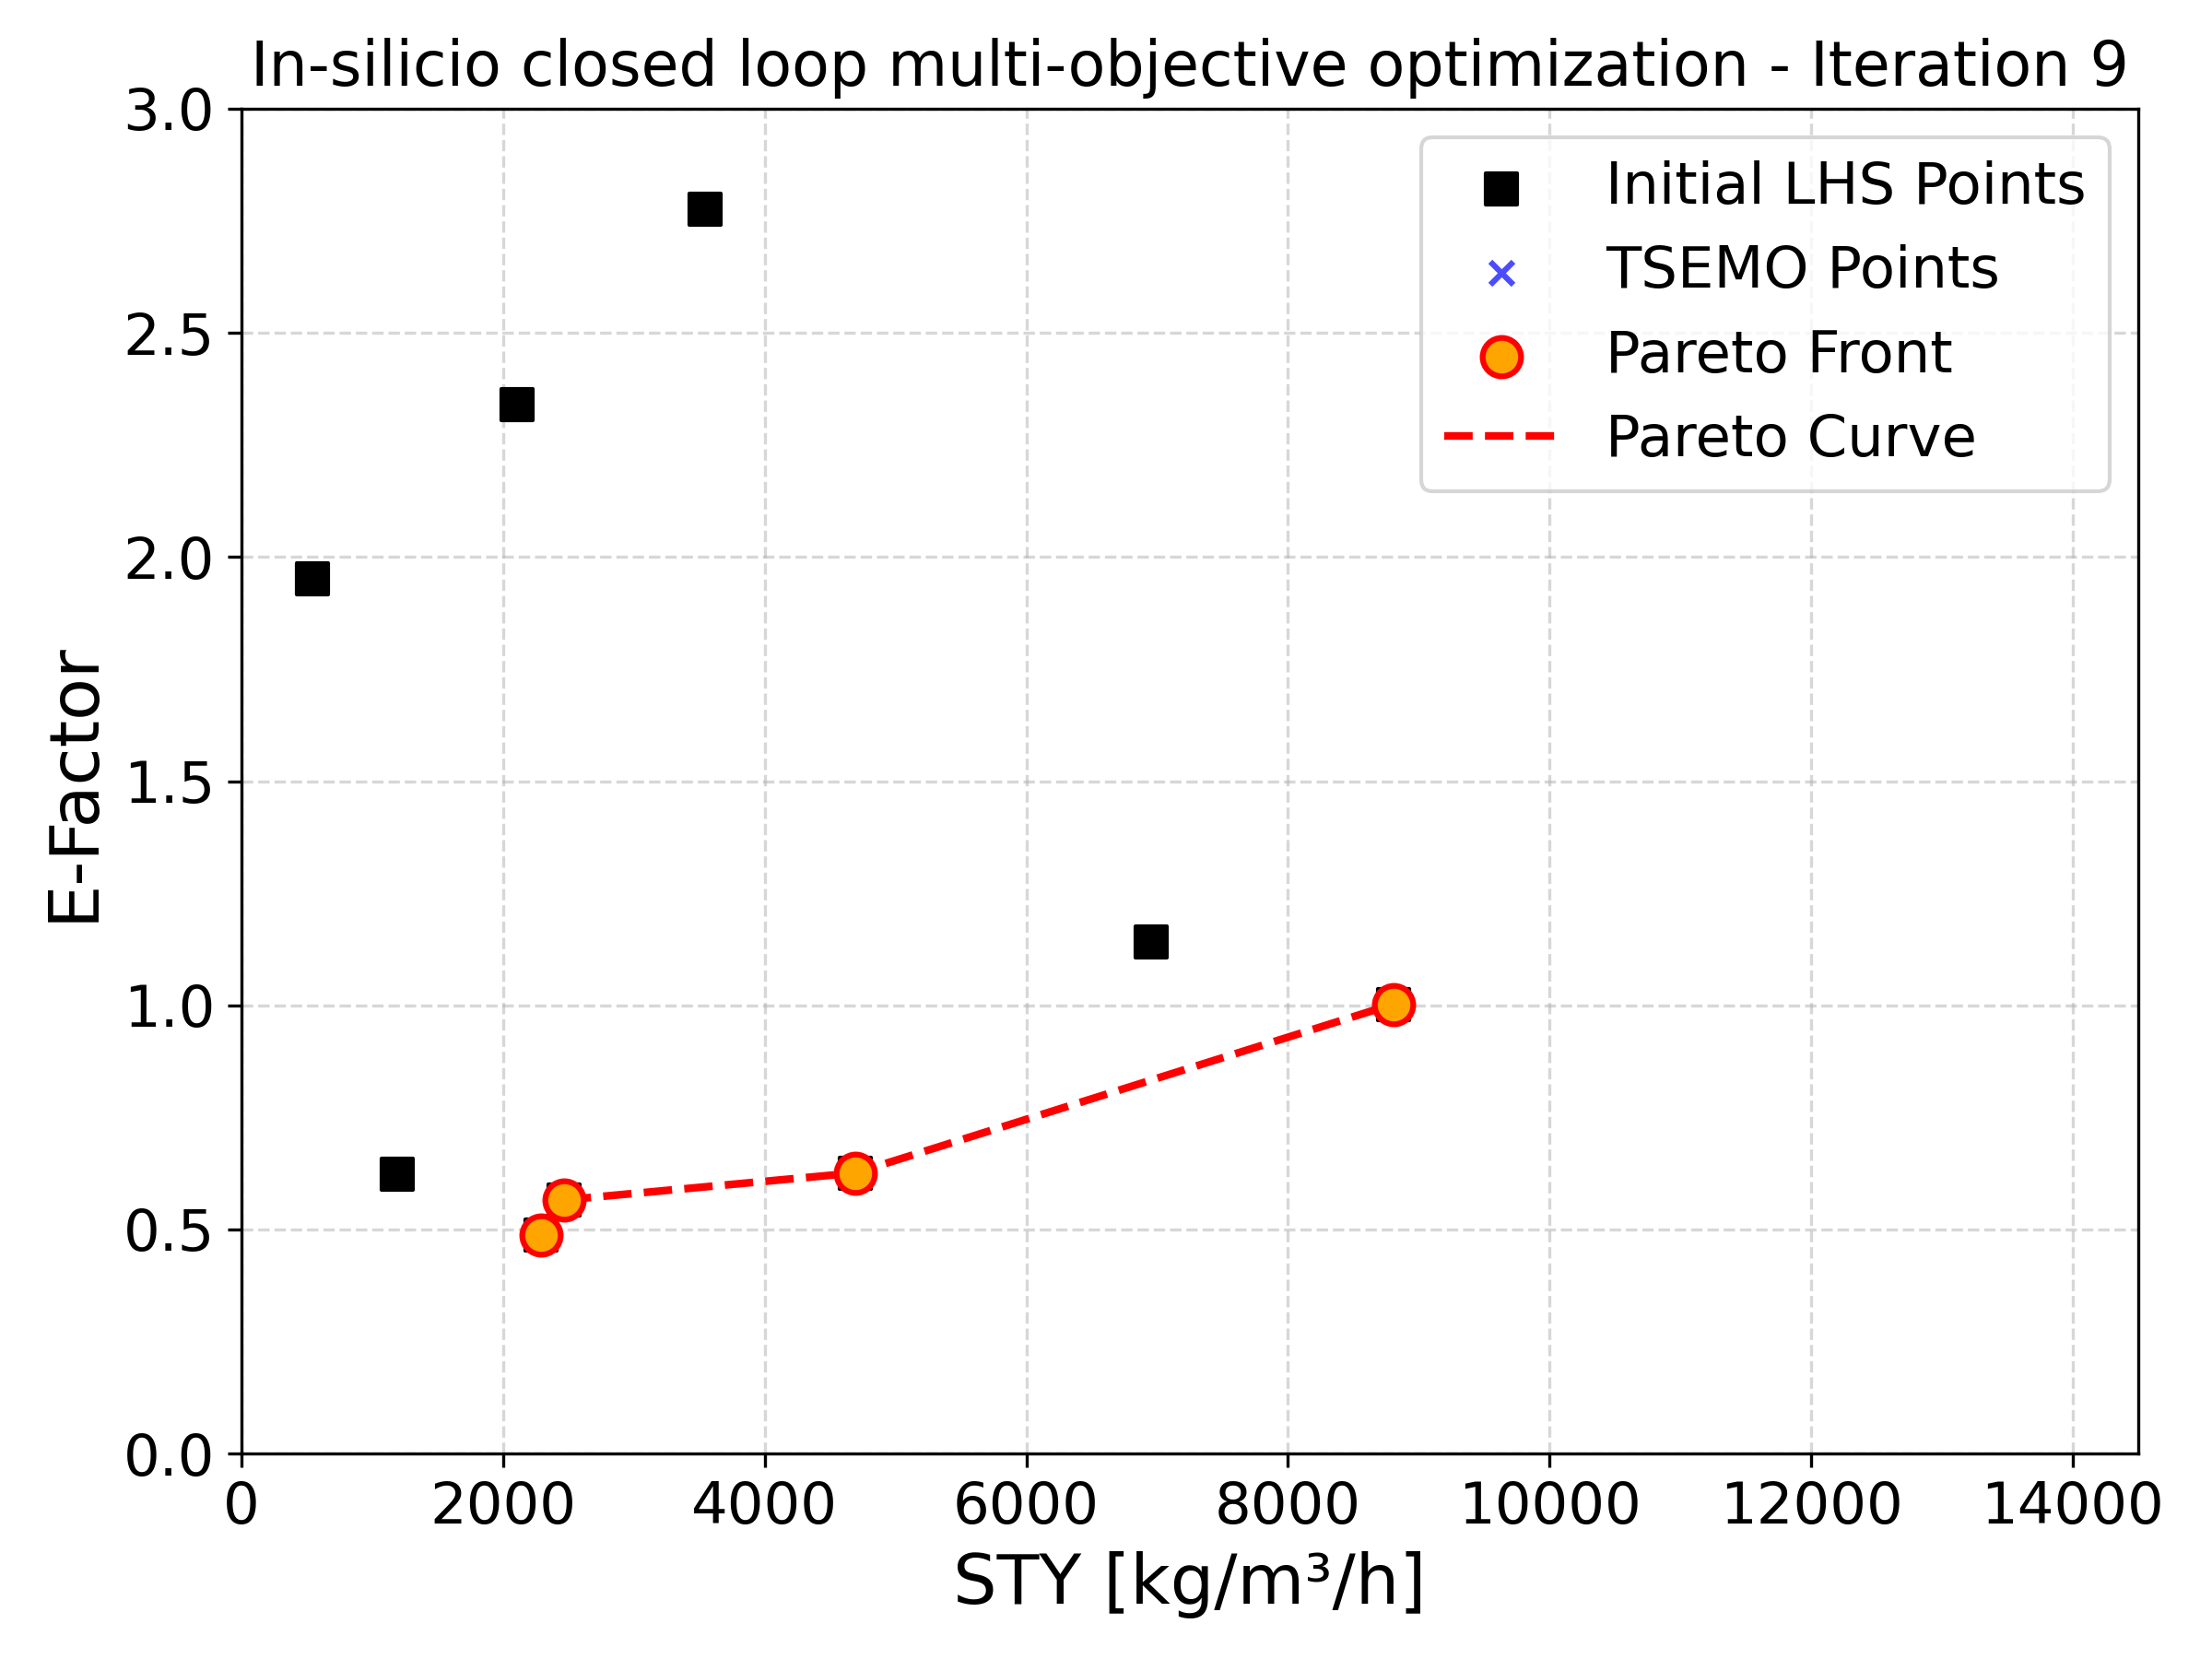 In-silicio closed loop multi-objective optimization - Iteration 9
3.0
2.5
2.0
1.5
1.0
0.5
0.0
E-Factor
Initial LHS Points
TSEMO Points
Pareto Front
Pareto Curve
0 2000 4000 6000 8000 10000 12000 14000
STY [kg/m³/h]